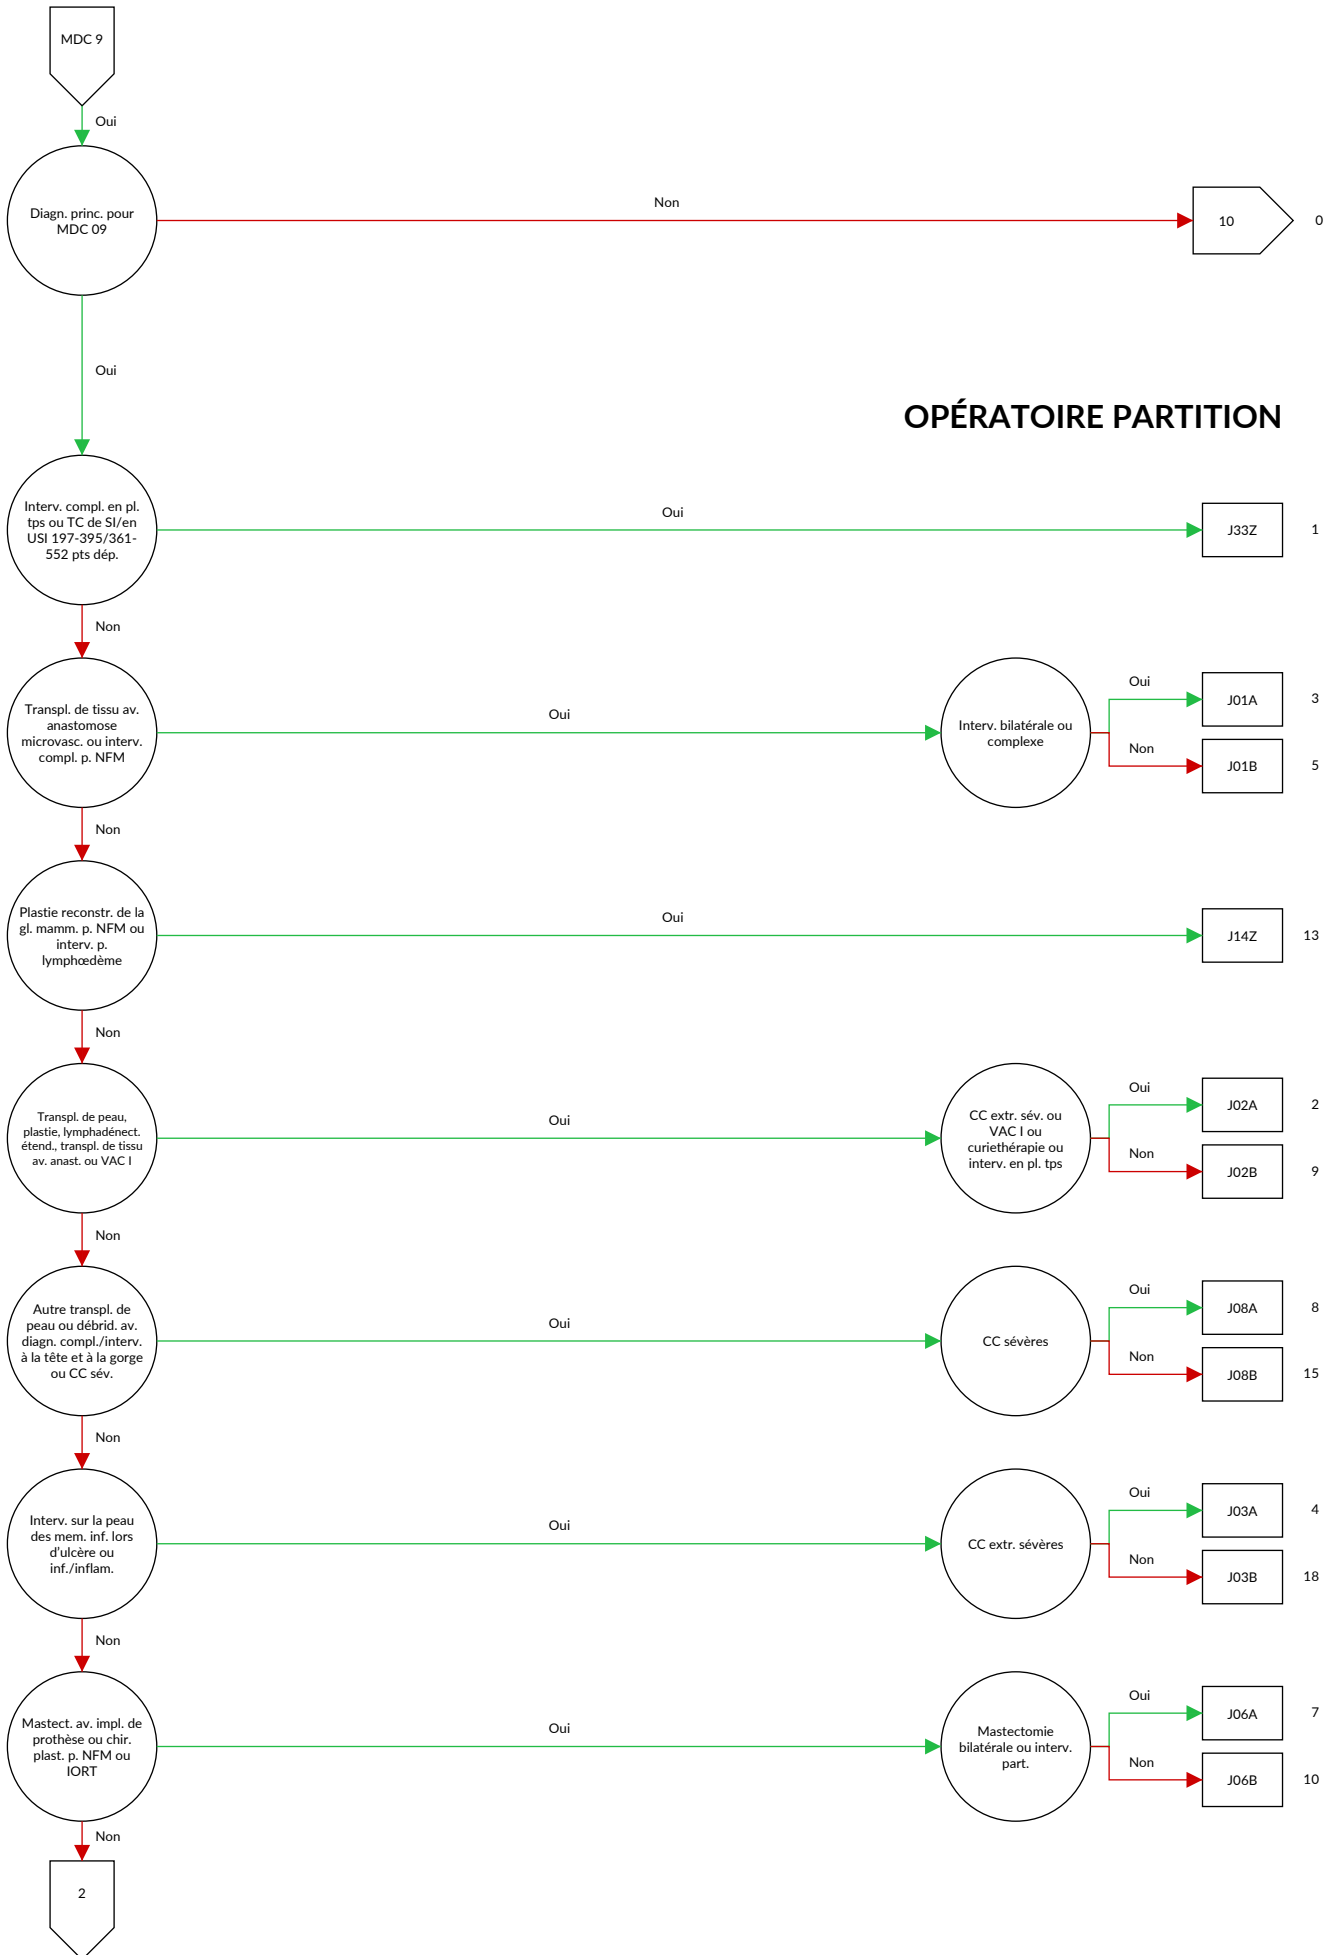 MDC 9
Oui
Diagn. princ. pour
MDC 09
Non
10
0
Oui
OPÉRATOIRE PARTITION
Interv. compl. en pl.
tps ou TC de SI/en
USI 197-395/361-
552 pts dép.
Oui
J33Z
1
Non
Transpl. de tissu av.
anastomose
microvasc. ou interv.
compl. p. NFM
Oui
Interv. bilatérale ou
complexe
Oui
J01A
3
Non
J01B
5
Non
Plastie reconstr. de la
gl. mamm. p. NFM ou
interv. p.
lymphœdème
Oui
J14Z
13
Non
Transpl. de peau,
plastie, lymphadénect.
étend., transpl. de tissu
av. anast. ou VAC I
Oui
CC extr. sév. ou
VAC I ou
curiethérapie ou
interv. en pl. tps
Oui
J02A
2
Non
J02B
9
Non
Autre transpl. de
peau ou débrid. av.
diagn. compl./interv.
à la tête et à la gorge
ou CC sév.
Oui
CC sévères
Oui
J08A
8
Non
J08B
15
Non
Interv. sur la peau
des mem. inf. lors
d'ulcère ou
inf./inflam.
Oui
CC extr. sévères
Oui
J03A
4
Non
J03B
18
Non
Mastect. av. impl. de
prothèse ou chir.
plast. p. NFM ou
IORT
Oui
Mastectomie
bilatérale ou interv.
part.
Oui
J06A
7
Non
J06B
10
Non
2